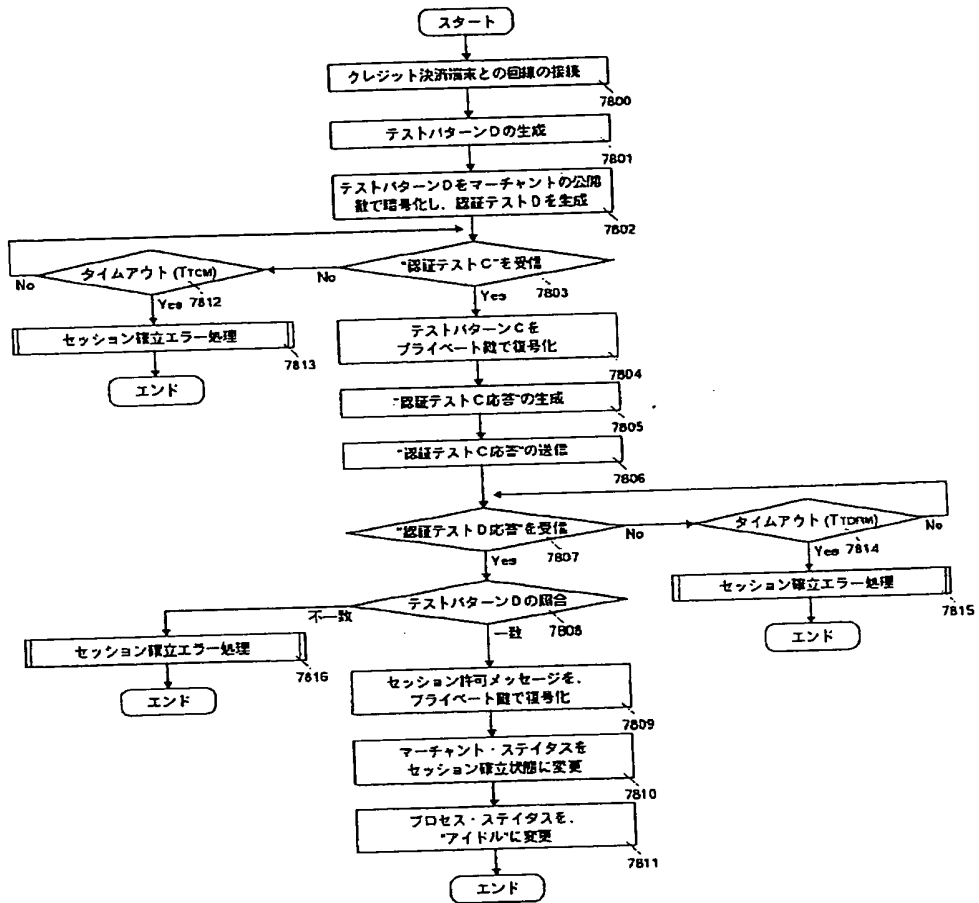 スタート
クレジット決済端末との回線の接続
7800
テストパターンDの生成
7801
テストパターンDをマーチャントの公開
鍵で暗号化し、認証テストDを生成
7802
"認証テストC"を受信
7803
No
Yes
タイムアウト (TTCM)
7812
No
Yes
セッション確立エラー処理
7813
エンド
テストパターンCを
プライベート鍵で復号化
7804
"認証テストC応答"の生成
7805
"認証テストC応答"の送信
7806
"認証テストD応答"を受信
7807
No
Yes
タイムアウト (TTDRM)
7814
No
Yes
セッション確立エラー処理
7815
エンド
テストパターンDの照合
7808
不一致
一致
セッション確立エラー処理
7816
エンド
セッション許可メッセージを、
プライベート鍵で復号化
7809
マーチャント・ステイタスを
セッション確立状態に変更
7810
プロセス・ステイタスを、
"アイドル"に変更
7811
エンド